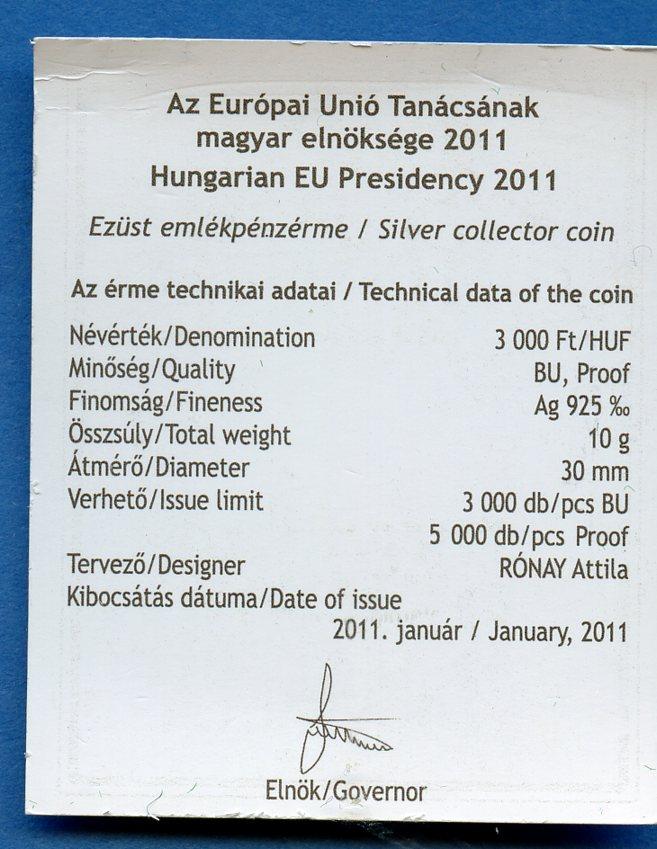 Az Európai Unió Tanácsának
magyar elnöksége 2011
Hungarian EU Presidency 2011
Ezüst emlékpénzérme / Silver collector coin
Az érme technikai adatai / Technical data of the coin
Névérték/Denomination 3 000 Ft/HUF
Minőség/Quality BU, Proof
Finomság/Fineness Ag 925 ‰
Összsúly/Total weight 10 g
Átmérő/Diameter 30 mm
Verhető/Issue limit 3 000 db/pcs BU
5 000 db/pcs Proof
Tervező/Designer RÓNAY Attila
Kibocsátás dátuma/Date of issue
2011. január / January, 2011
Elnök/Governor